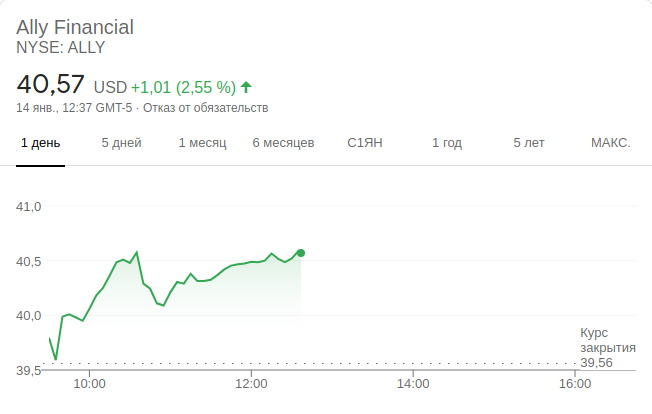 Ally Financial
NYSE: ALLY
40,57 USD +1,01 (2,55 %)
14 янв., 12:37 GMT-5 · Отказ от обязательств
1 день 5 дней 1 месяц 6 месяцев С1ЯН 1 год 5 лет МАКС.
41,0
40,5
40,0
Курс
закрытия
39,56
39,5
10:00 12:00 14:00 16:00